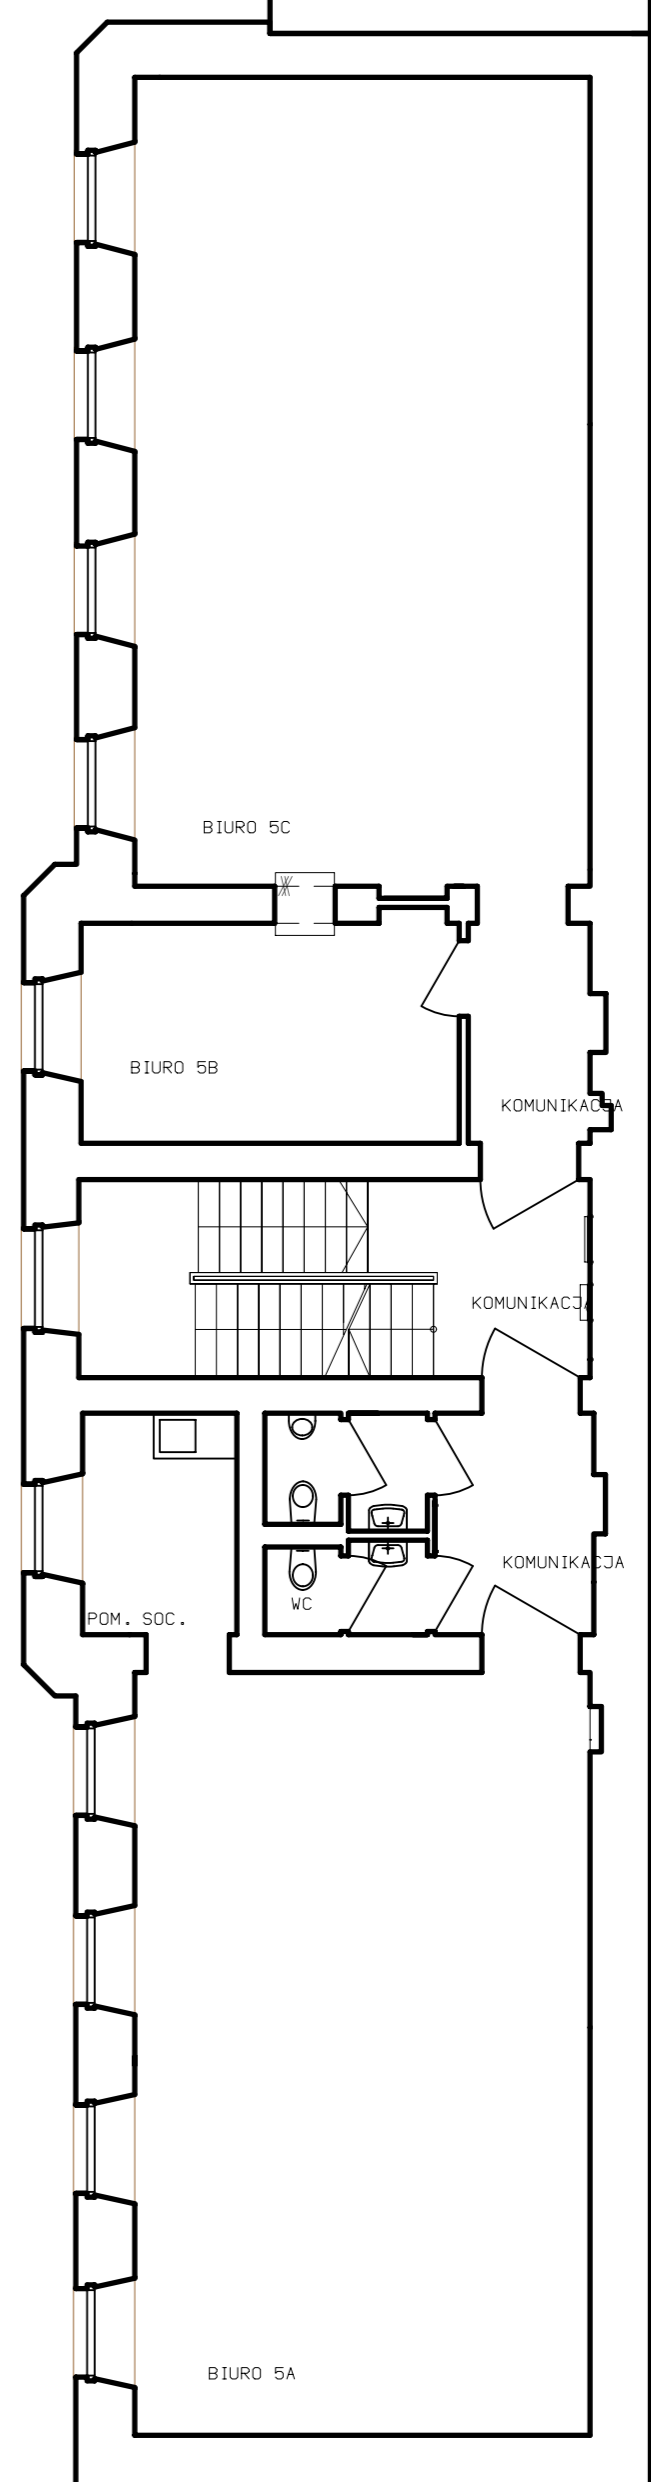 BIURO 5C
BIURO 5B
KOMUNIKACJA
KOMUNIKACJA
KOMUNIKACJA
WC
POM. SOC.
BIURO 5A